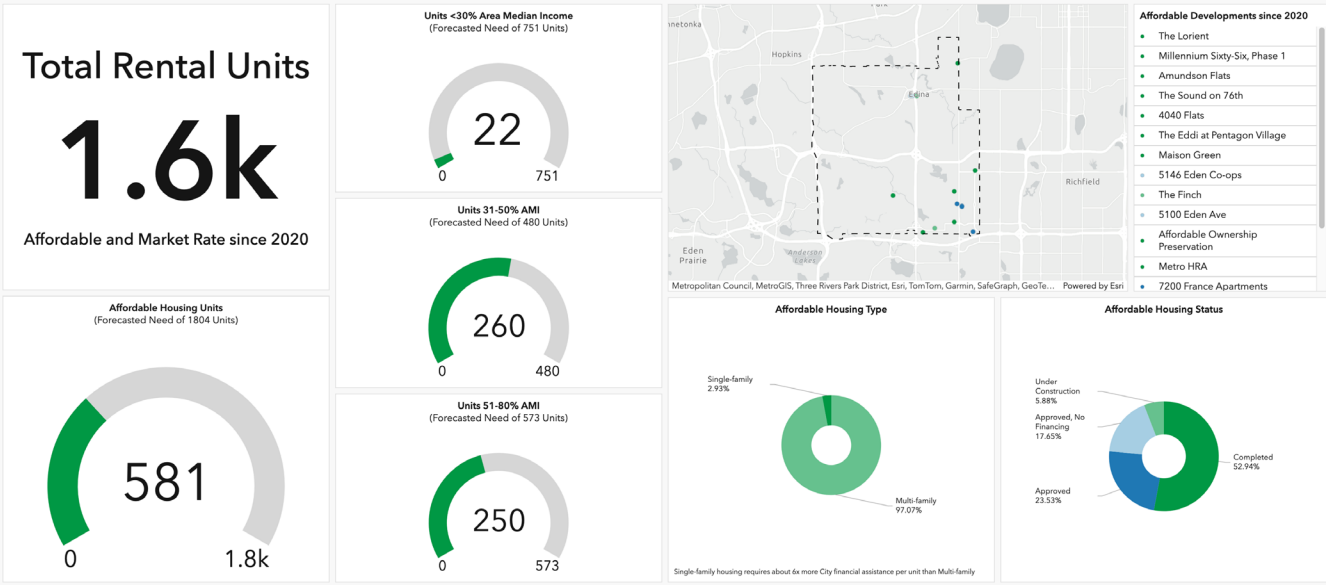 Total Rental Units
1.6k
Affordable and Market Rate since 2020
Affordable Housing Units
(Forecasted Need of 1804 Units)
581
0
1.8k
Units <30% Area Median Income
(Forecasted Need of 751 Units)
22
0
751
Units 31-50% AMI
(Forecasted Need of 480 Units)
260
0
480
Units 51-80% AMI
(Forecasted Need of 573 Units)
250
0
573
Hopkins
Edina
Richfield
Eden
Prairie
Anderson
Lakes
Metropolitan Council, MetroGIS, Three Rivers Park District, Esri, TomTom, Garmin, SafeGraph, GeoTe...
Powered by Esri
Affordable Developments since 2020
The Lorient
Millennium Sixty-Six, Phase 1
Amundson Flats
The Sound on 76th
4040 Flats
The Eddi at Pentagon Village
Maison Green
5146 Eden Co-ops
The Finch
5100 Eden Ave
Affordable Ownership
Preservation
Metro HRA
7200 France Apartments
Affordable Housing Type
Single-family
2.93%
Multi-family
97.07%
Single-family housing requires about 6x more City financial assistance per unit than Multi-family
Affordable Housing Status
Under
Construction
5.88%
Approved, No
Financing
17.65%
Approved
23.53%
Completed
52.94%